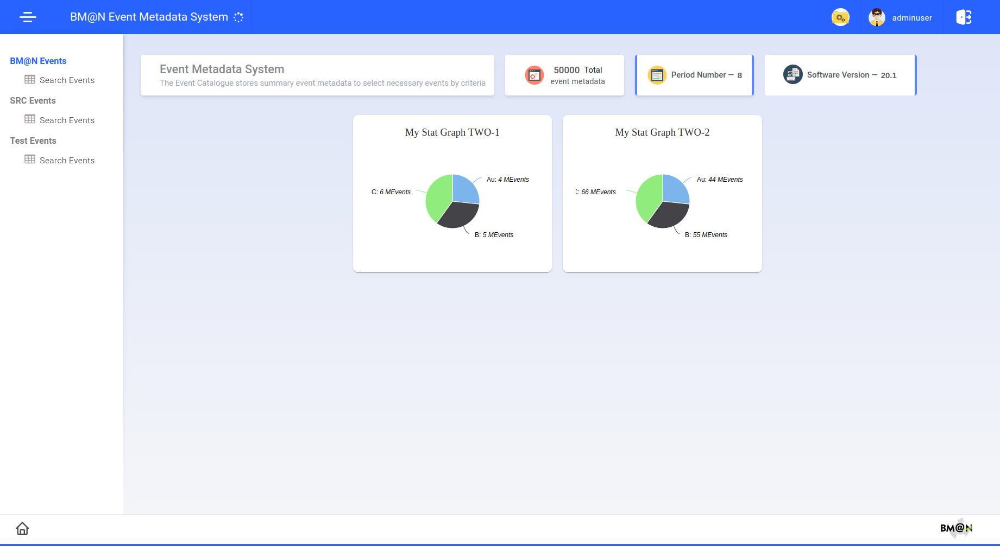 BM@N Event Metadata System
adminuser
BM@N Events
Search Events
SRC Events
Search Events
Test Events
Search Events
Event Metadata System
The Event Catalogue stores summary event metadata to select necessary events by criteria
50000 Total
event metadata
Period Number – 8
Software Version – 20.1
My Stat Graph TWO-1
Au: 4 MEvents
C: 6 MEvents
B: 5 MEvents
My Stat Graph TWO-2
Au: 44 MEvents
C: 66 MEvents
B: 55 MEvents
BM@N